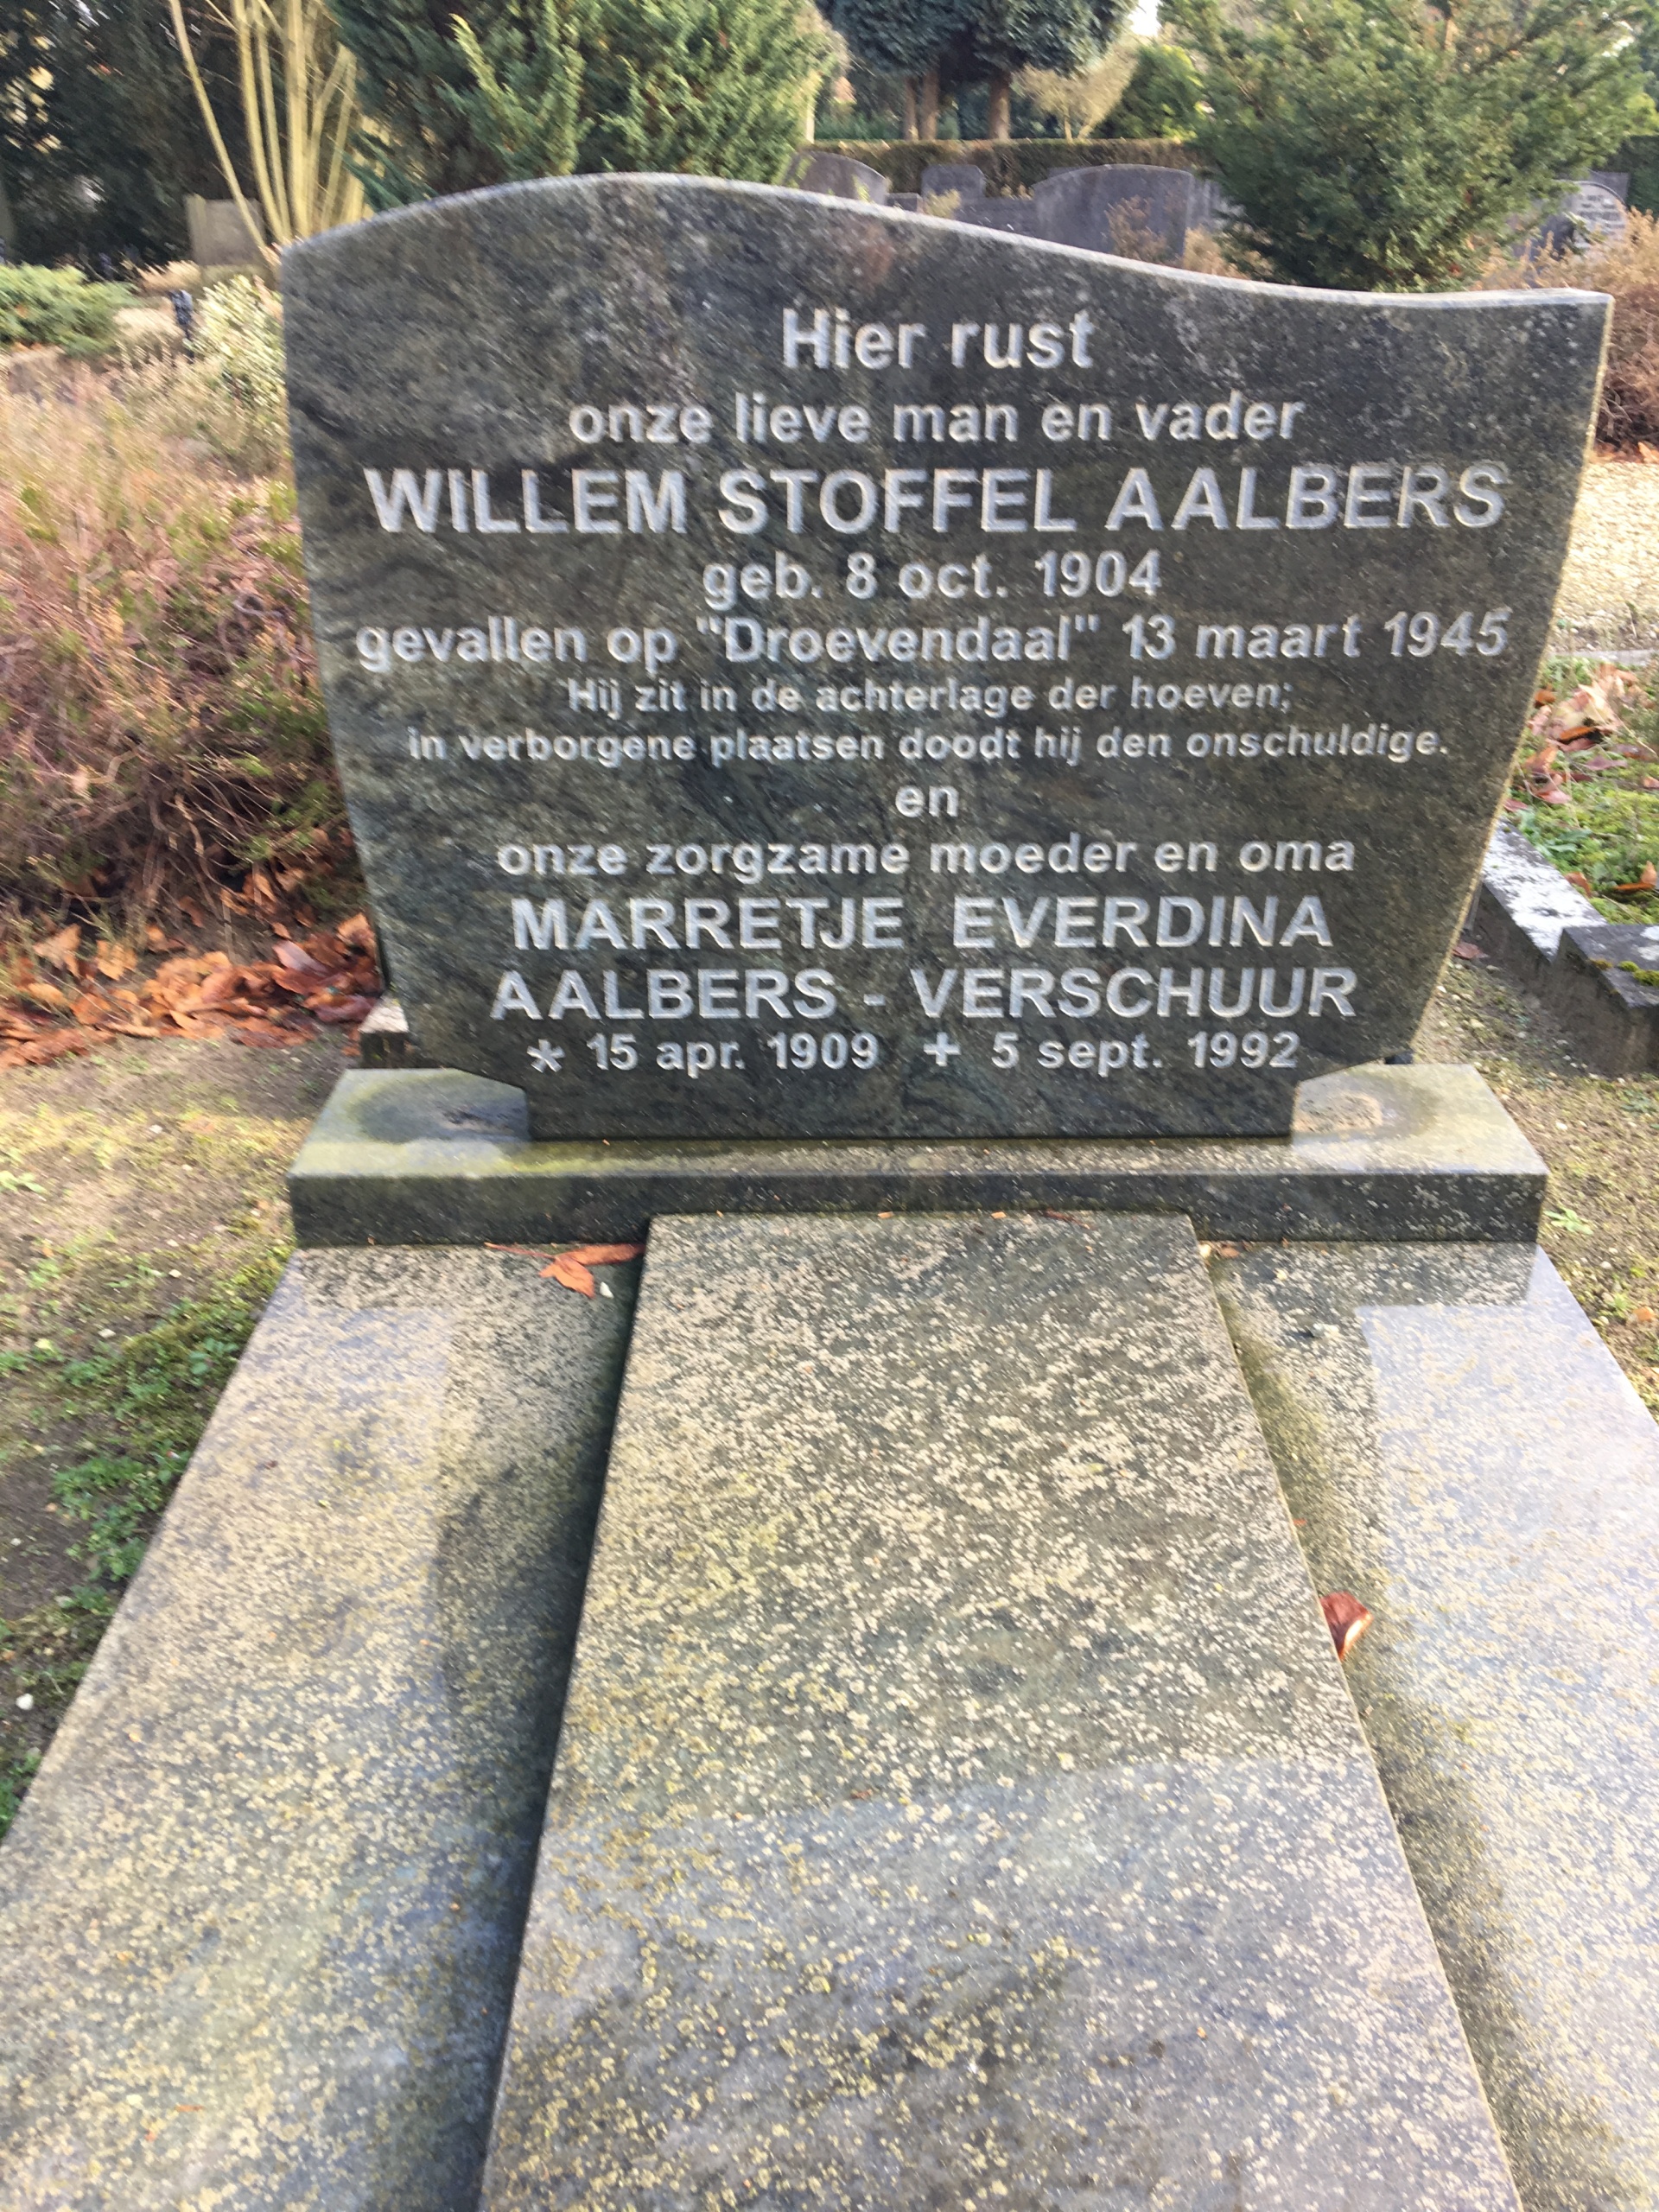 Hier rust
onze lieve man en vader
WILLEM STOFFEL AALBERS
geb. 8 oct. 1904
gevallen op "Droevendaal" 13 maart 1945
Hij zit in de achterlage der hoeven;
in verborgene plaatsen doodt hij den onschuldige.
en
onze zorgzame moeder en oma
MARRETJE EVERDINA
AALBERS - VERSCHUUR
* 15 apr. 1909 + 5 sept. 1992